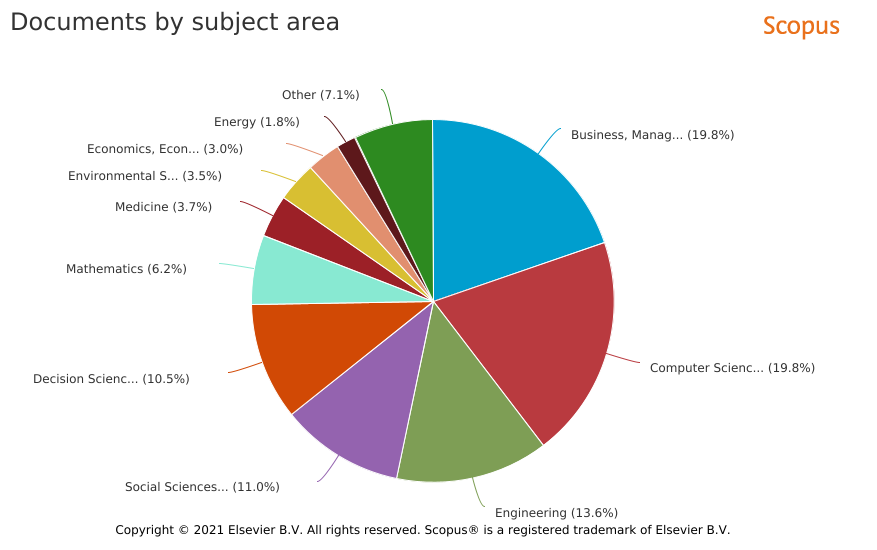 Documents by subject area
Scopus
Other (7.1%)
Energy (1.8%)
Business, Manag... (19.8%)
Economics, Econ... (3.0%)
Environmental S... (3.5%)
Medicine (3.7%)
Mathematics (6.2%)
Computer Scienc... (19.8%)
Decision Scienc... (10.5%)
Social Sciences... (11.0%)
Engineering (13.6%)
Copyright © 2021 Elsevier B.V. All rights reserved. Scopus® is a registered trademark of Elsevier B.V.